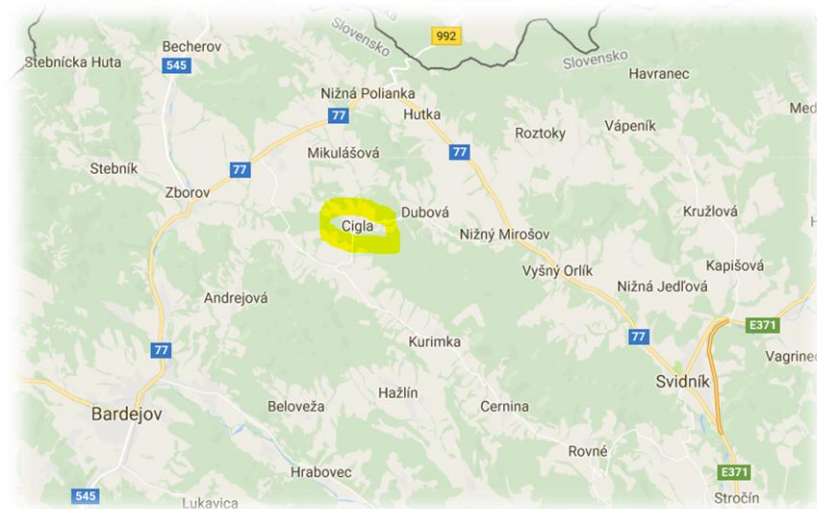 992
Slovensko
Slovensko
Becherov
Stebnícka Huta
545
Havranec
Nižná Polianka
77
Hutka
Med
Roztoky
Vápeník
77
Mikulášová
Stebník
77
Zborov
Dubová
Kružlová
Cigla
Nižný Mirošov
Vyšný Orlík
Kapišová
Nižná Jedľová
Andrejová
E371
77
Kurimka
77
Vagrinec
Svidník
Hažlín
Bardejov
Beloveža
Cernina
Rovné
Hrabovec
E371
545
Lukavica
Stročín